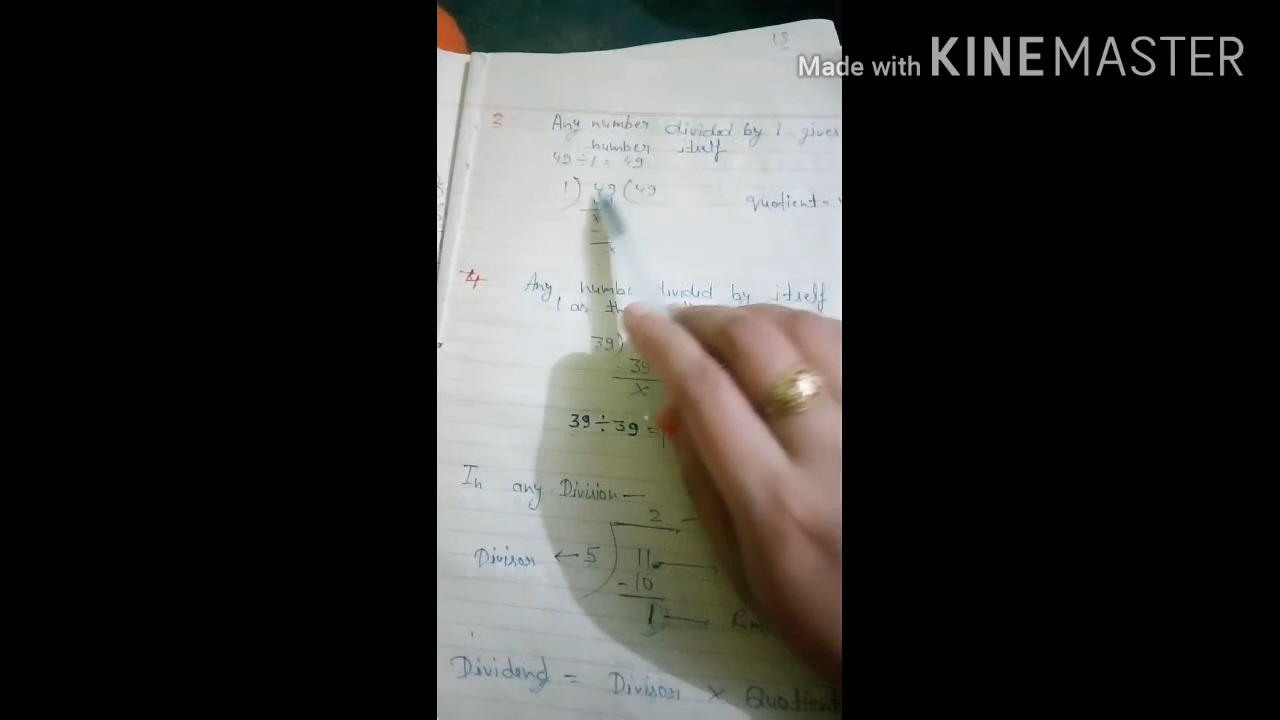 13
Made with KINEMASTER
3 Any number divided by 1 gives
number itself
49÷1= 49
1) 49 (49
quotient =
4 Any divided by itself
1 as
39)
39
x
39÷39=1
In any Division—
2
Divisor ← 5 11
-10
1
Dividend = Divisor x Quotient